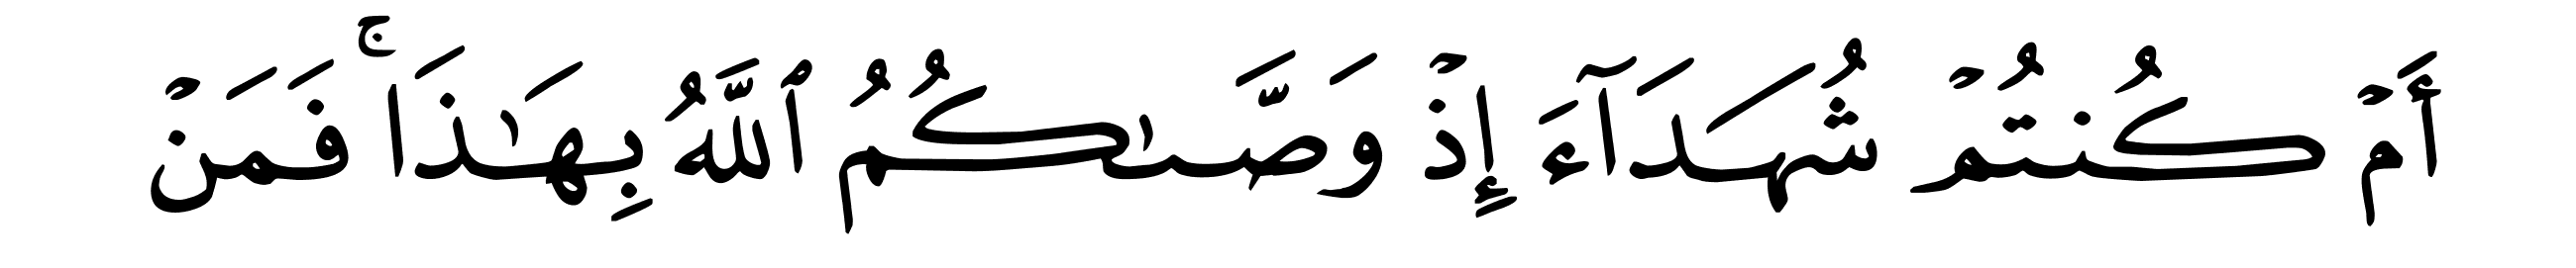 أَمۡ كُنتُمۡ شُهَدَآءَ إِذۡ وَصَّىٰكُمُ ٱللَّهُ بِهَٰذَاۚ فَمَنۡ